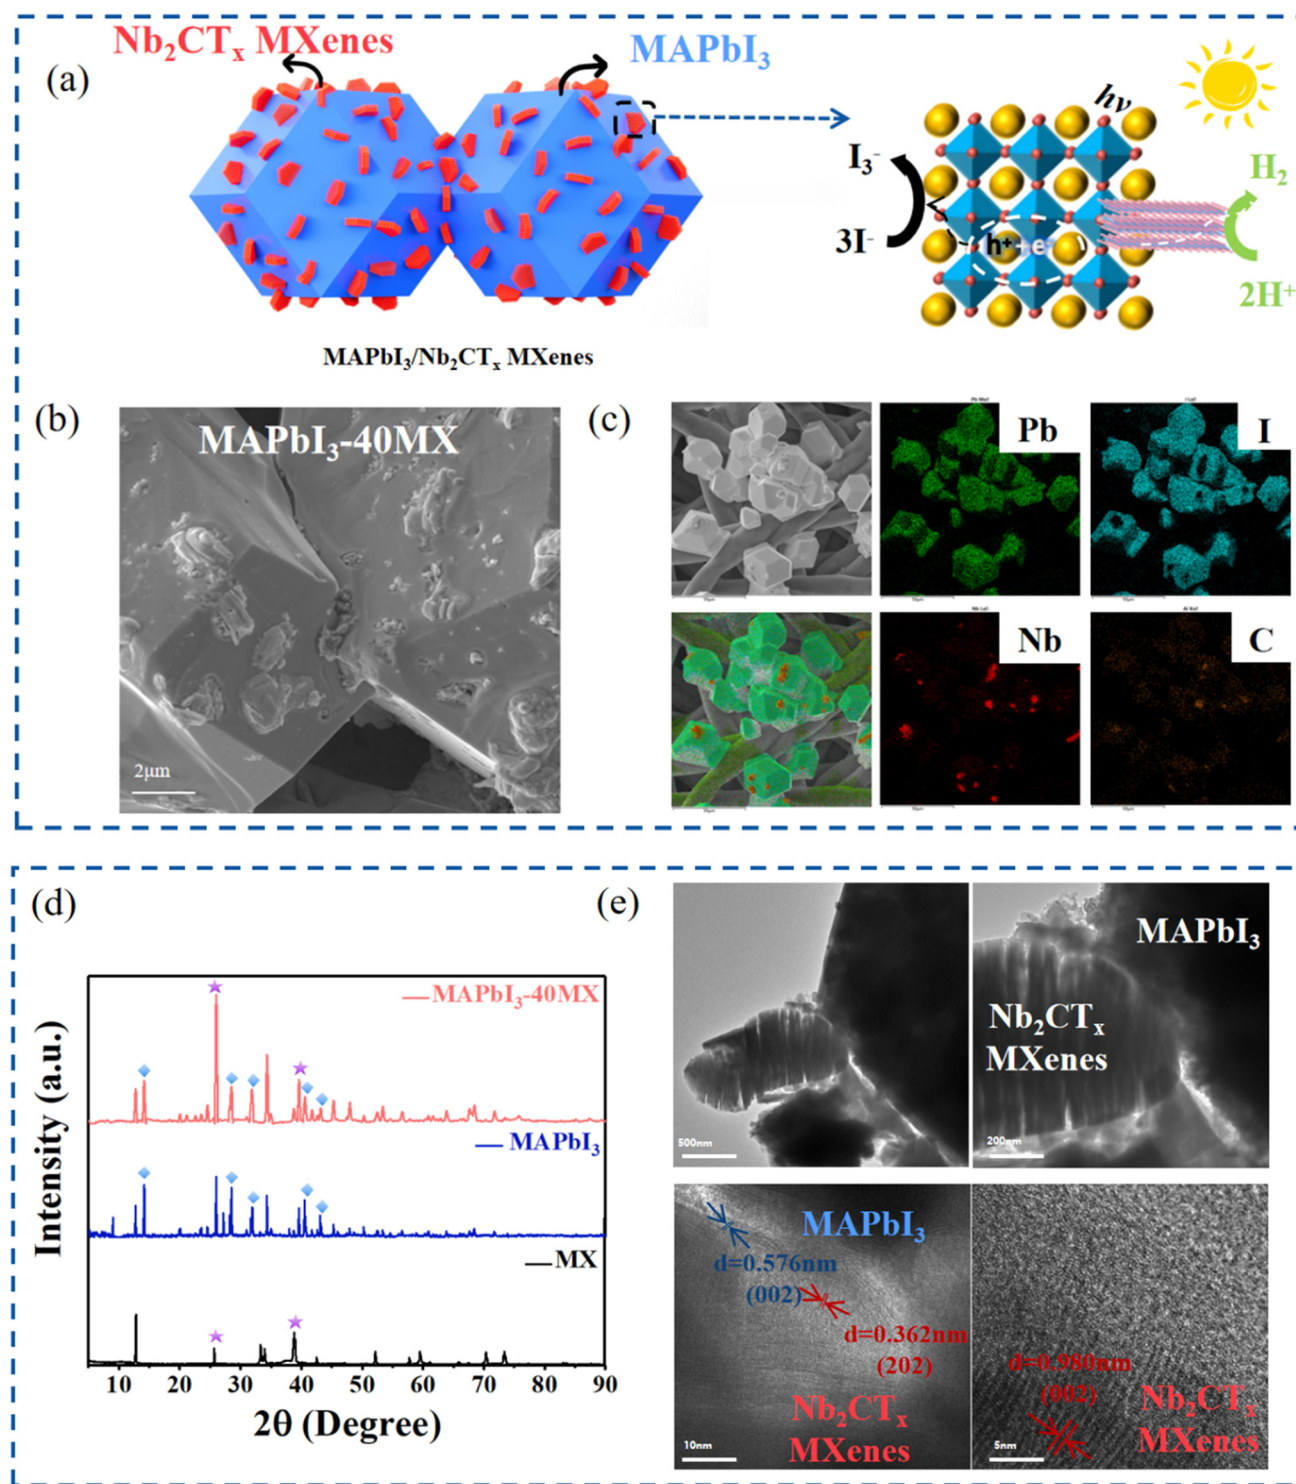 (a)
Nb₂CTₓ MXenes
MAPbI₃
hν
I₃⁻
3I⁻
h⁺
+e⁻
H₂
2H⁺
MAPbI₃/Nb₂CTₓ MXenes
(b)
MAPbI₃-40MX
2μm
(c)
Pb
I
Nb
C
(d)
Intensity (a.u.)
MAPbI₃-40MX
MAPbI₃
MX
10 20 30 40 50 60 70 80 90
2θ (Degree)
(e)
500nm
MAPbI₃
Nb₂CTₓ
MXenes
200nm
MAPbI₃
d=0.576nm
(002)
d=0.362nm
(202)
Nb₂CTₓ
MXenes
10nm
d=0.980nm
(002)
Nb₂CTₓ
MXenes
5nm